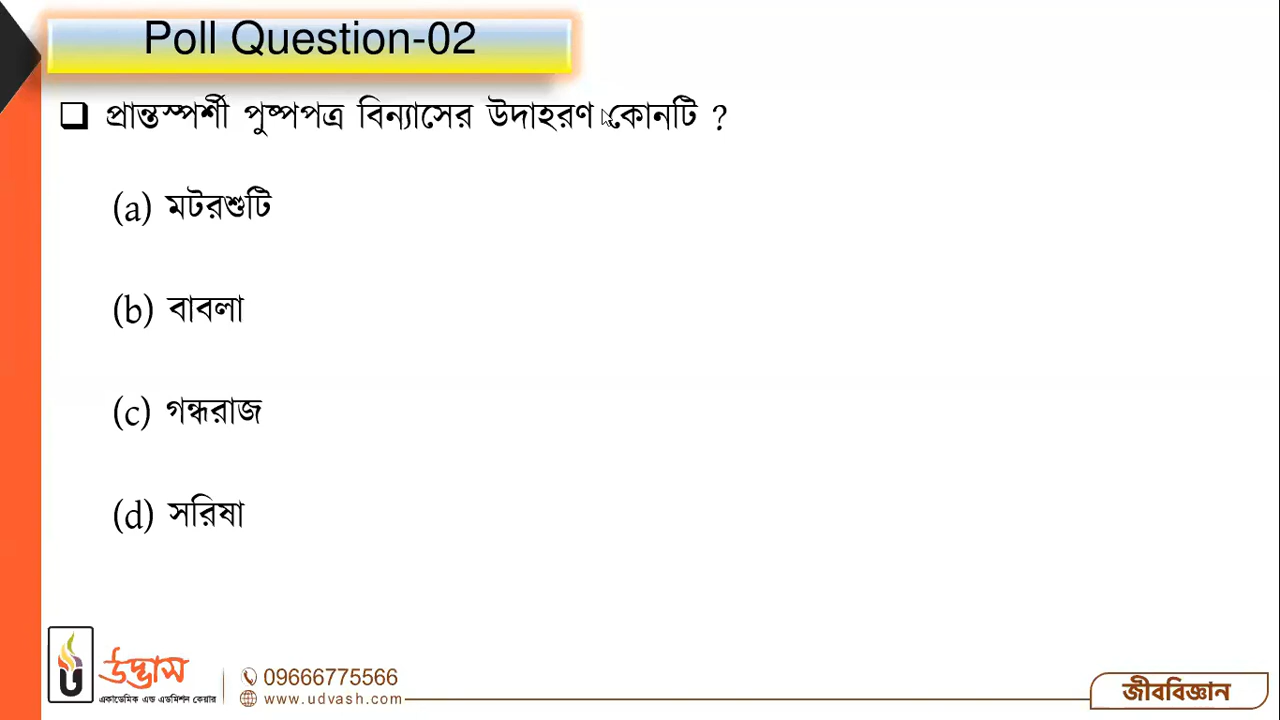 Poll Question-02
প্রান্তস্পর্শী পুষ্পপত্র বিন্যাসের উদাহরণ কোনটি ?
(a) মটরশুটি
(b) বাবলা
(c) গন্ধরাজ
(d) সরিষা
উদ্ভাস
একাডেমিক এন্ড এডমিশন কেয়ার
09666775566
www.udvash.com
জীববিজ্ঞান